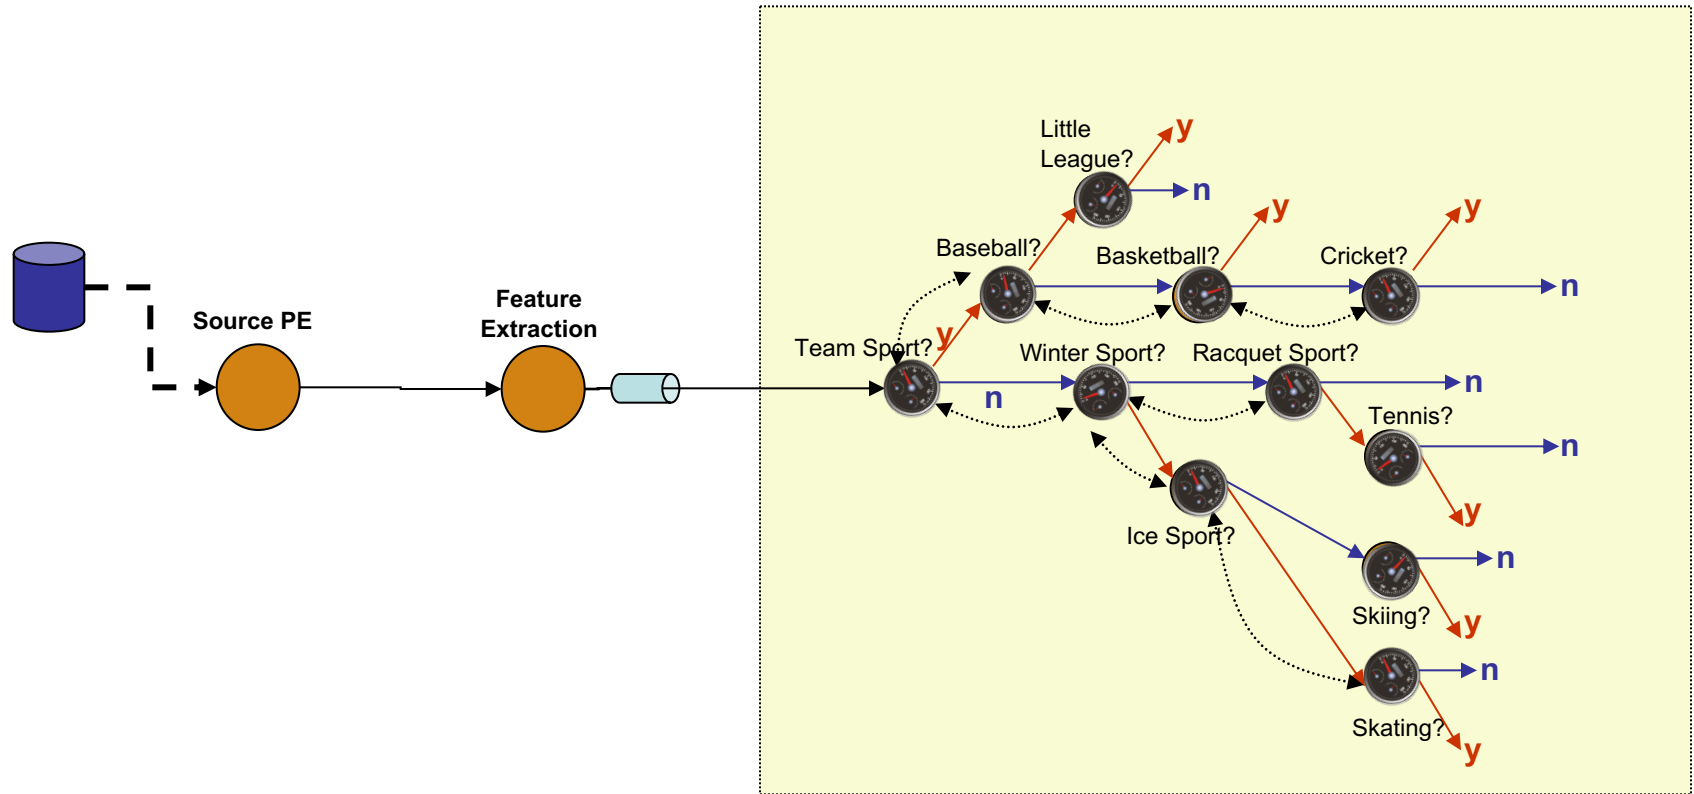 Source PE
Feature
Extraction
Little
League?
y
n
Baseball?
Basketball?
y
Cricket?
y
n
Team Sport?
y
n
Winter Sport?
Racquet Sport?
n
Tennis?
n
y
Ice Sport?
Skiing?
n
y
Skating?
n
y